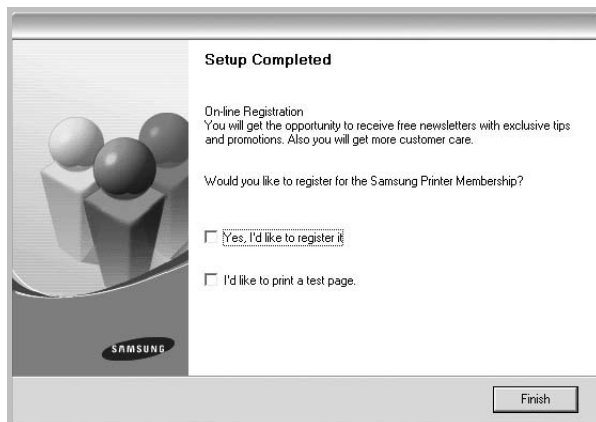 Setup Completed
On-line Registration
You will get the opportunity to receive free newsletters with exclusive tips
and promotions. Also you will get more customer care.
Would you like to register for the Samsung Printer Membership?
Yes, I'd like to register it
I'd like to print a test page.
SAMSUNG
Finish